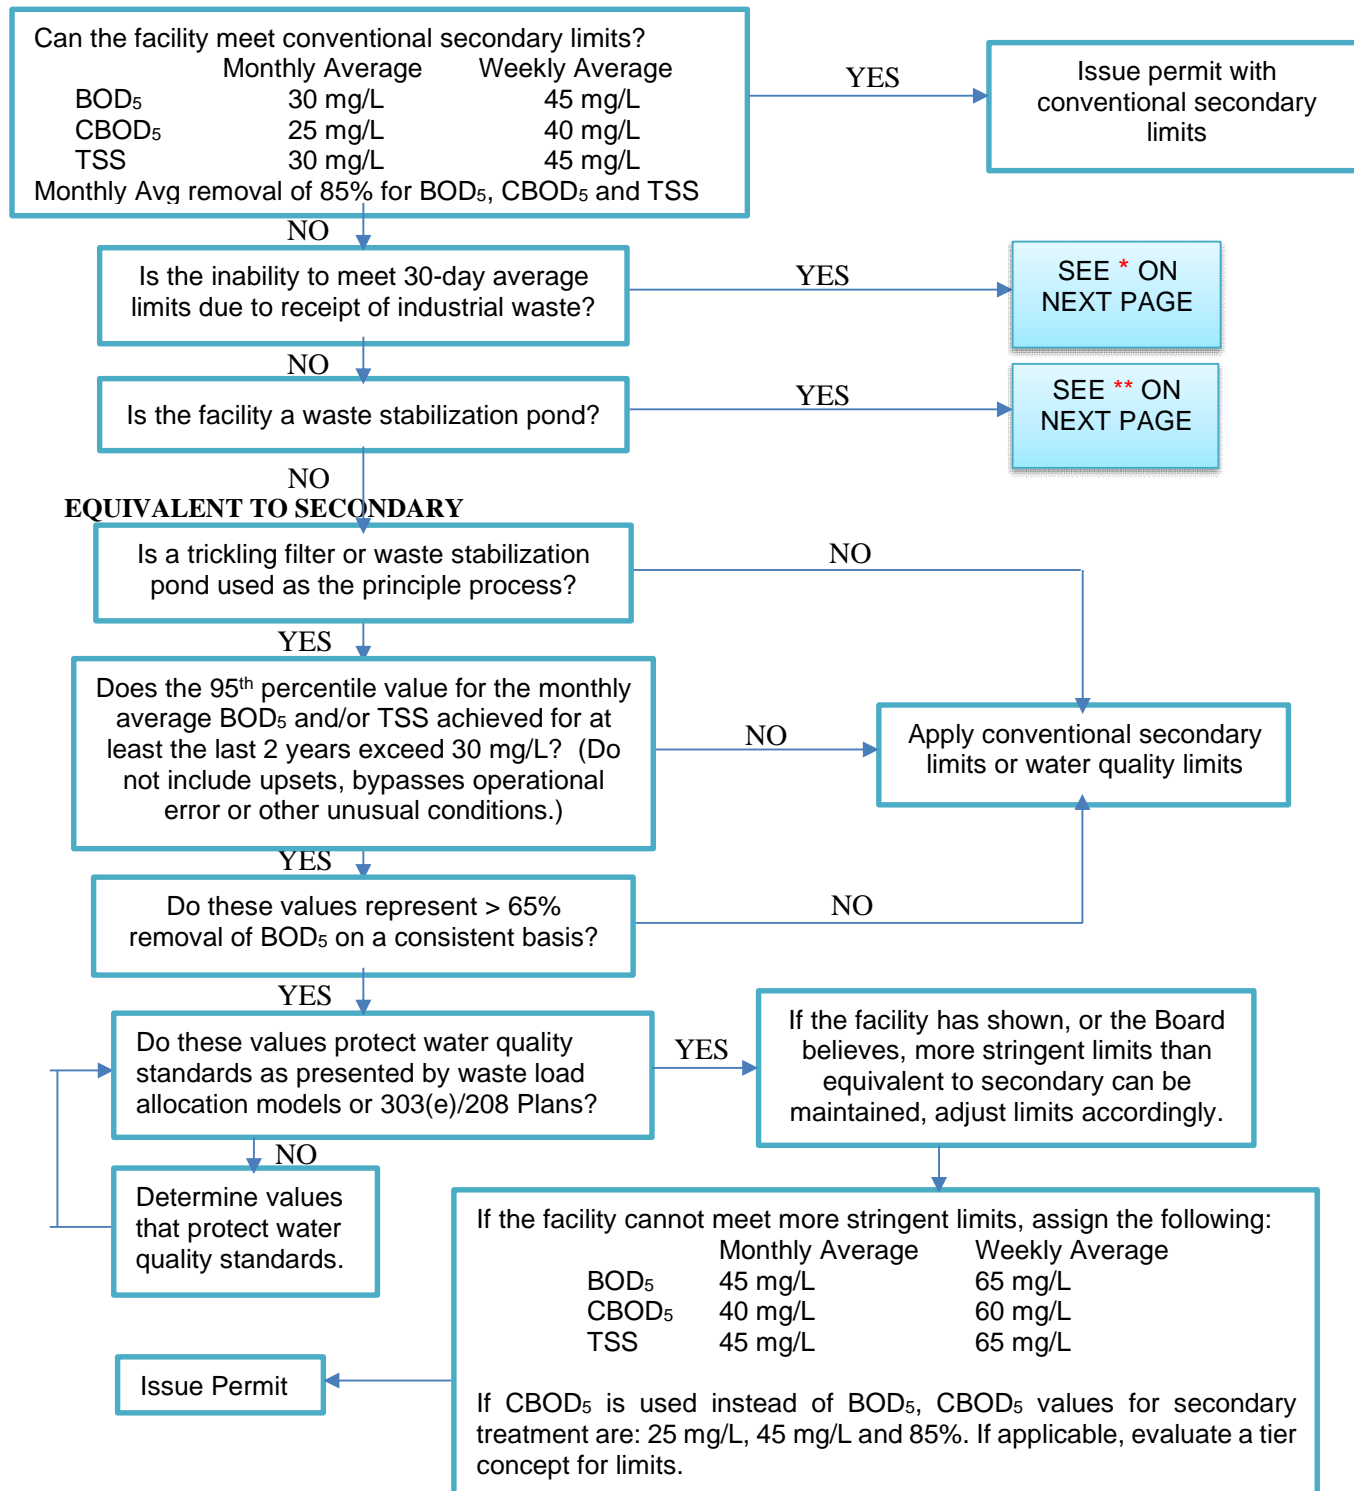 Can the facility meet conventional secondary limits?
Monthly Average Weekly Average
BOD₅ 30 mg/L 45 mg/L
CBOD₅ 25 mg/L 40 mg/L
TSS 30 mg/L 45 mg/L
Monthly Avg removal of 85% for BOD₅, CBOD₅ and TSS
YES
Issue permit with
conventional secondary
limits
NO
Is the inability to meet 30-day average
limits due to receipt of industrial waste?
YES
SEE * ON
NEXT PAGE
NO
Is the facility a waste stabilization pond?
YES
SEE ** ON
NEXT PAGE
NO
EQUIVALENT TO SECONDARY
Is a trickling filter or waste stabilization
pond used as the principle process?
NO
YES
Does the 95th percentile value for the monthly
average BOD₅ and/or TSS achieved for at
least the last 2 years exceed 30 mg/L? (Do
not include upsets, bypasses operational
error or other unusual conditions.)
NO
Apply conventional secondary
limits or water quality limits
YES
Do these values represent > 65%
removal of BOD₅ on a consistent basis?
NO
YES
Do these values protect water quality
standards as presented by waste load
allocation models or 303(e)/208 Plans?
YES
If the facility has shown, or the Board
believes, more stringent limits than
equivalent to secondary can be
maintained, adjust limits accordingly.
NO
Determine values
that protect water
quality standards.
If the facility cannot meet more stringent limits, assign the following:
Monthly Average Weekly Average
BOD₅ 45 mg/L 65 mg/L
CBOD₅ 40 mg/L 60 mg/L
TSS 45 mg/L 65 mg/L
If CBOD₅ is used instead of BOD₅, CBOD₅ values for secondary
treatment are: 25 mg/L, 45 mg/L and 85%. If applicable, evaluate a tier
concept for limits.
Issue Permit